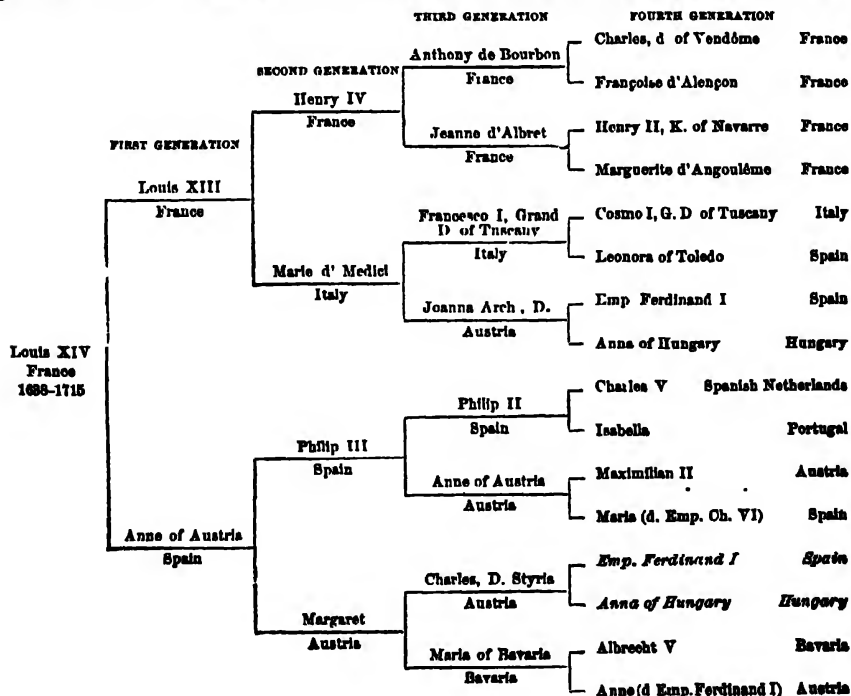 THIRD GENERATION
FOURTH GENERATION
SECOND GENERATION
FIRST GENERATION
Louis XIV
France
1638–1715
Louis XIII
France
Anne of Austria
Spain
Henry IV
France
Marie d' Medici
Italy
Philip III
Spain
Margaret
Austria
Anthony de Bourbon
France
Jeanne d'Albret
France
Francesco I, Grand
D of Tuscany
Italy
Joanna Arch, D.
Austria
Philip II
Spain
Anne of Austria
Austria
Charles, D. Styria
Austria
Maria of Bavaria
Bavaria
Charles, d of Vendôme France
Françoise d'Alençon France
Henry II, K. of Navarre France
Marguerite d'Angoulême France
Cosmo I, G. D of Tuscany Italy
Leonora of Toledo Spain
Emp Ferdinand I Spain
Anna of Hungary Hungary
Charles V Spanish Netherlands
Isabella Portugal
Maximilian II Austria
Maria (d. Emp. Ch. VI) Spain
Emp. Ferdinand I Spain
Anna of Hungary Hungary
Albrecht V Bavaria
Anne (d Emp. Ferdinand I) Austria